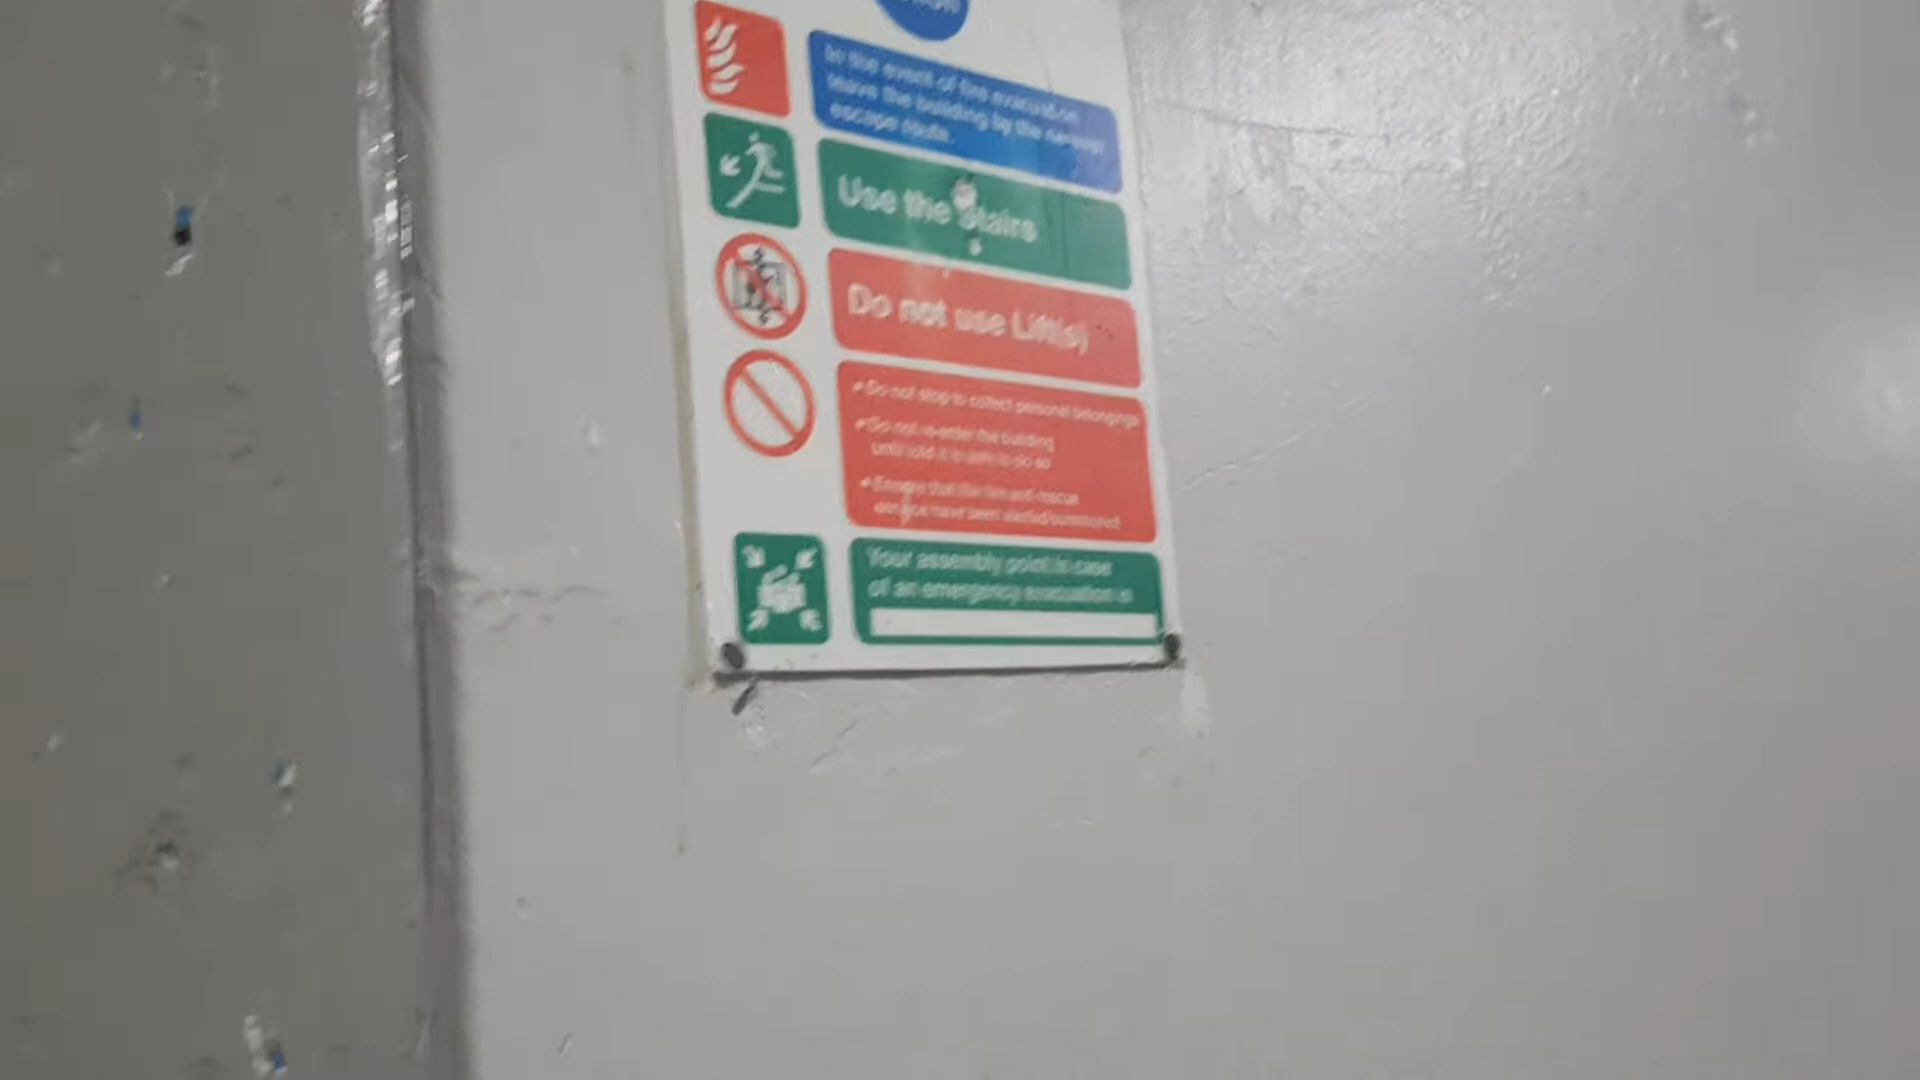 In the event of fire evacuation
leave the building by the nearest
escape route.
Use the Stairs
Do not use Lift(s)
Do not stop to collect personal belongings
Do not re-enter the building
until told it is safe to do so
Ensure that the fire and rescue
service have been alerted/summoned
Your assembly point in case
of an emergency evacuation is